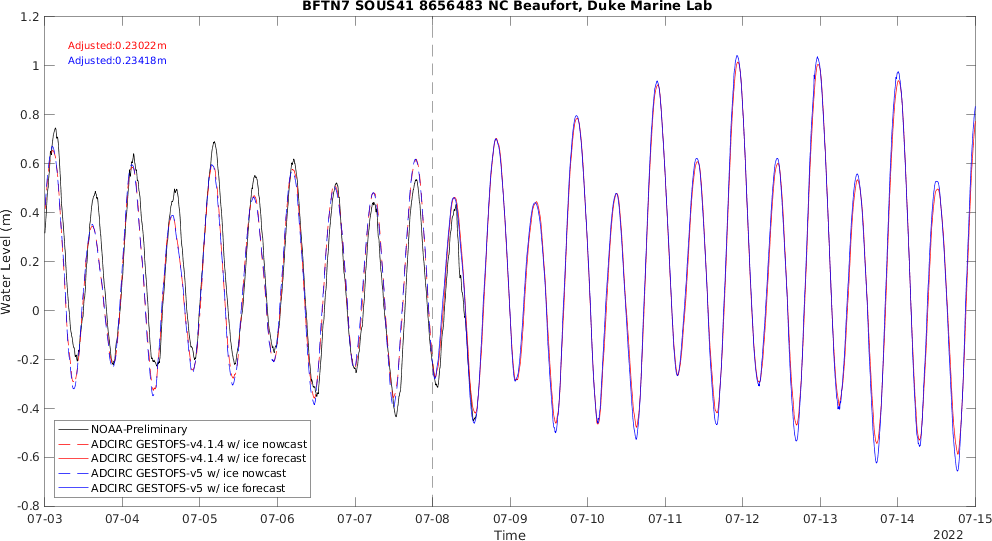 BFTN7 SOUS41 8656483 NC Beaufort, Duke Marine Lab
Adjusted:0.23022m
Adjusted:0.23418m
1.2
1
0.8
0.6
0.4
0.2
0
-0.2
-0.4
-0.6
-0.8
Water Level (m)
NOAA-Preliminary
ADCIRC GESTOFS-v4.1.4 w/ ice nowcast
ADCIRC GESTOFS-v4.1.4 w/ ice forecast
ADCIRC GESTOFS-v5 w/ ice nowcast
ADCIRC GESTOFS-v5 w/ ice forecast
07-03 07-04 07-05 07-06 07-07 07-08 07-09 07-10 07-11 07-12 07-13 07-14 07-15
Time
2022